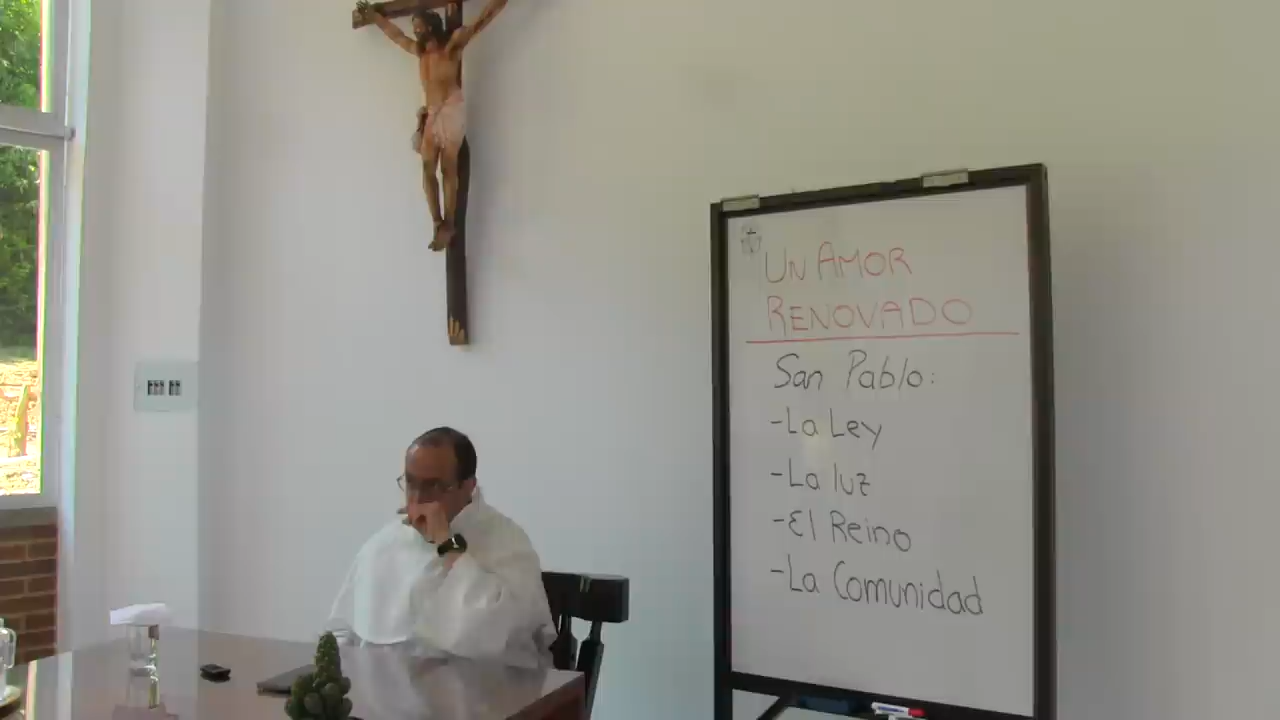 UN AMOR
RENOVADO
San Pablo:
-La Ley
-La luz
-El Reino
-La Comunidad